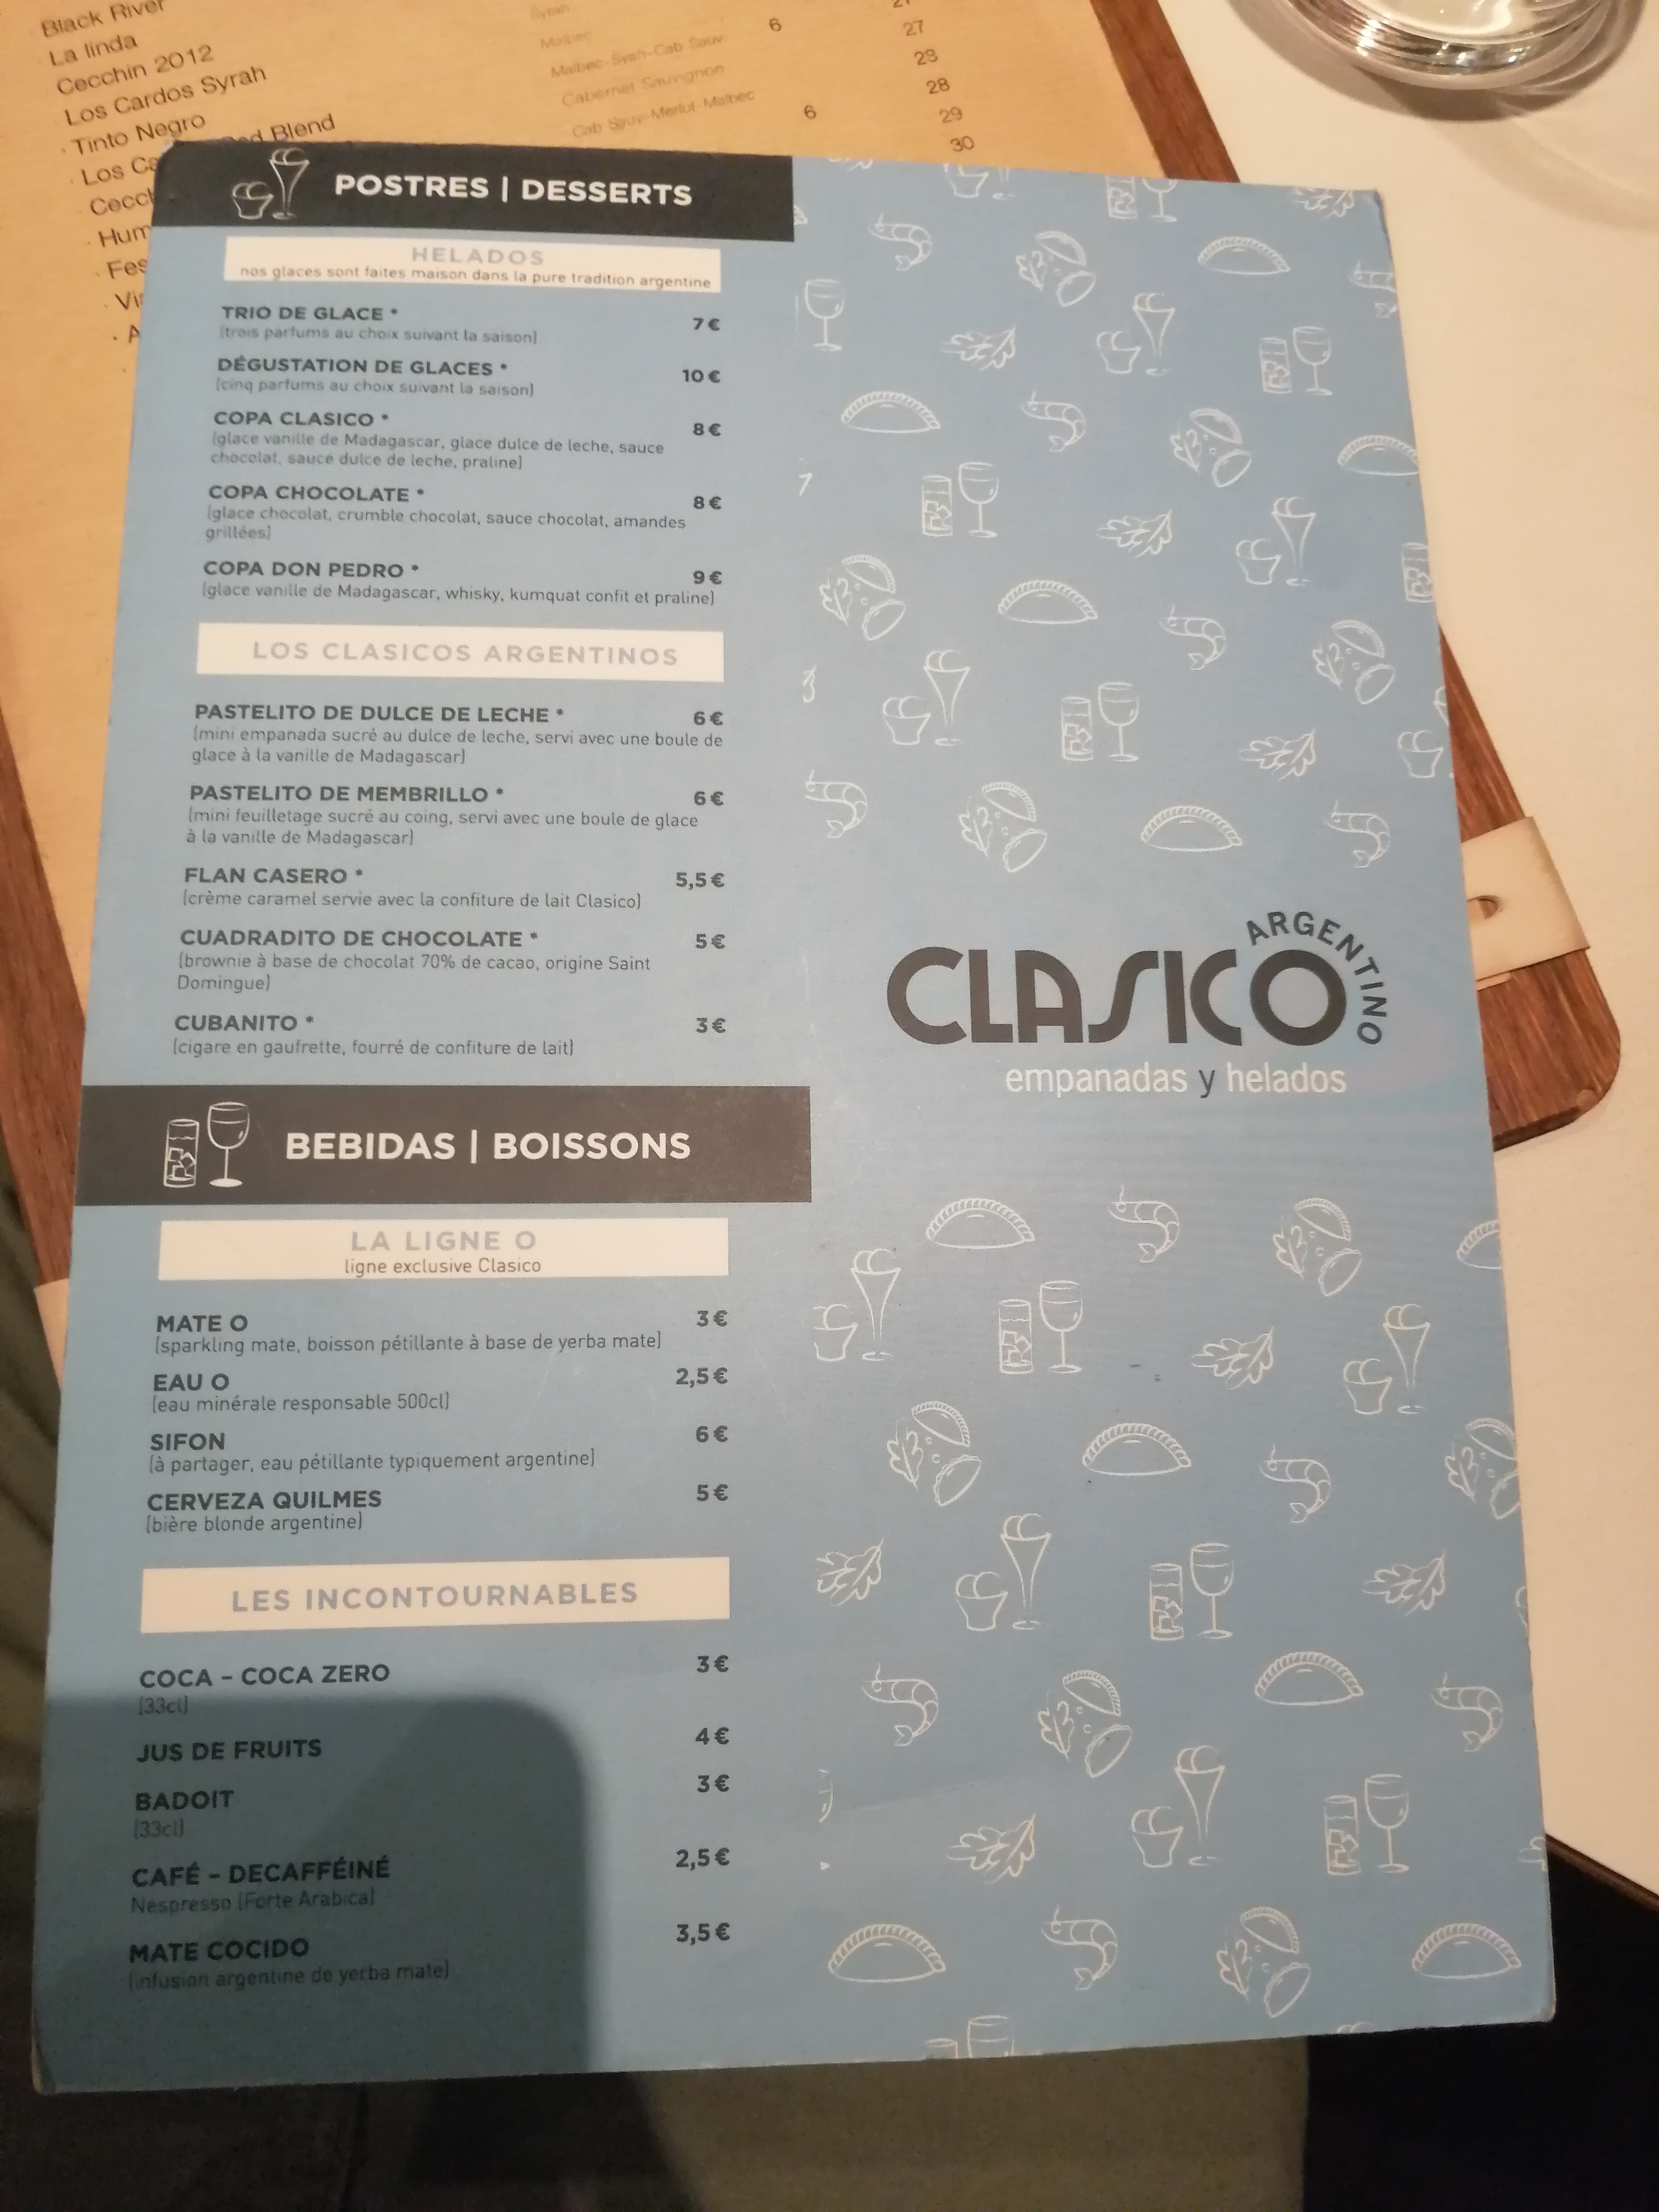 Black River
La linda
Cecchin 2012
Los Cardos Syrah
Tinto Negro
Los
Blend
Syrah
Malbec
Malbec-Syah-Cab Sauv 6
Cabernet Sauvignon
Cab Sauv-Merlot-Malbec 6
27
28
28
29
30
POSTRES | DESSERTS
HELADOS
nos glaces sont faites maison dans la pure tradition argentine
TRIO DE GLACE * 7 €
(trois parfums au choix suivant la saison)
DÉGUSTATION DE GLACES * 10 €
(cinq parfums au choix suivant la saison)
COPA CLASICO * 8 €
(glace vanille de Madagascar, glace dulce de leche, sauce
chocolat, sauce dulce de leche, praline)
COPA CHOCOLATE * 8 €
(glace chocolat, crumble chocolat, sauce chocolat, amandes
grillées)
COPA DON PEDRO * 9 €
(glace vanille de Madagascar, whisky, kumquat confit et praline)
LOS CLASICOS ARGENTINOS
PASTELITO DE DULCE DE LECHE * 6 €
(mini empanada sucré au dulce de leche, servi avec une boule de
glace à la vanille de Madagascar)
PASTELITO DE MEMBRILLO * 6 €
(mini feuilletage sucré au coing, servi avec une boule de glace
à la vanille de Madagascar)
FLAN CASERO * 5,5 €
(crème caramel servie avec la confiture de lait Clasico)
CUADRADITO DE CHOCOLATE * 5 €
(brownie à base de chocolat 70% de cacao, origine Saint
Domingue)
CUBANITO * 3 €
(cigare en gaufrette, fourré de confiture de lait)
BEBIDAS | BOISSONS
LA LIGNE O
ligne exclusive Clasico
MATE O 3 €
(sparkling mate, boisson pétillante à base de yerba mate)
EAU O 2,5 €
(eau minérale responsable 500cl)
SIFON 6 €
(à partager, eau pétillante typiquement argentine)
CERVEZA QUILMES 5 €
(bière blonde argentine)
LES INCONTOURNABLES
COCA – COCA ZERO 3 €
(33cl)
JUS DE FRUITS 4 €
BADOIT 3 €
(33cl)
CAFÉ – DECAFFÉINÉ 2,5 €
Nespresso (Forte Arabica)
MATE COCIDO 3,5 €
(infusion argentine de yerba mate)
CLASICO
ARGENTINO
empanadas y helados